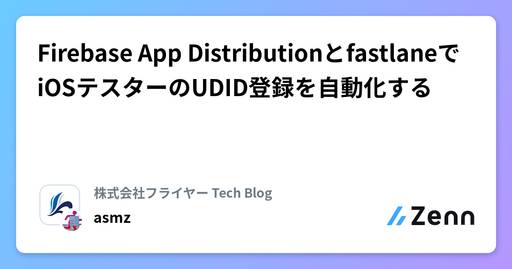 Firebase App Distributionとfastlaneで
iOSテスターのUDID登録を自動化する
株式会社フライヤー Tech Blog
asmz
Zenn